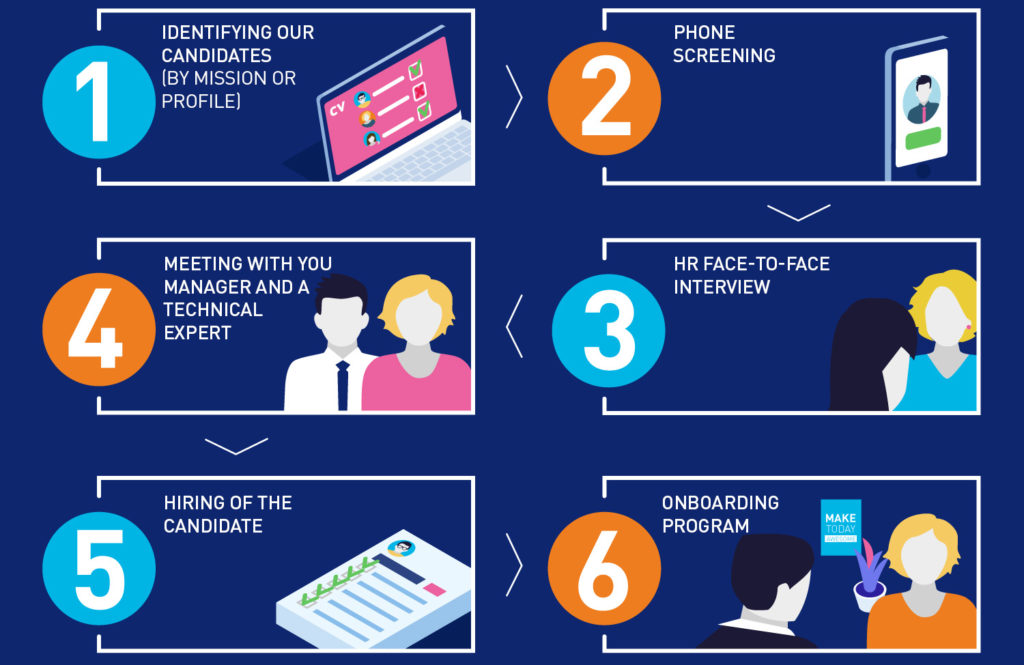 1
IDENTIFYING OUR
CANDIDATES
(BY MISSION OR
PROFILE)
CV
2
PHONE
SCREENING
3
HR FACE-TO-FACE
INTERVIEW
4
MEETING WITH YOU
MANAGER AND A
TECHNICAL
EXPERT
5
HIRING OF THE
CANDIDATE
6
ONBOARDING
PROGRAM
MAKE
TODAY
AWESOME